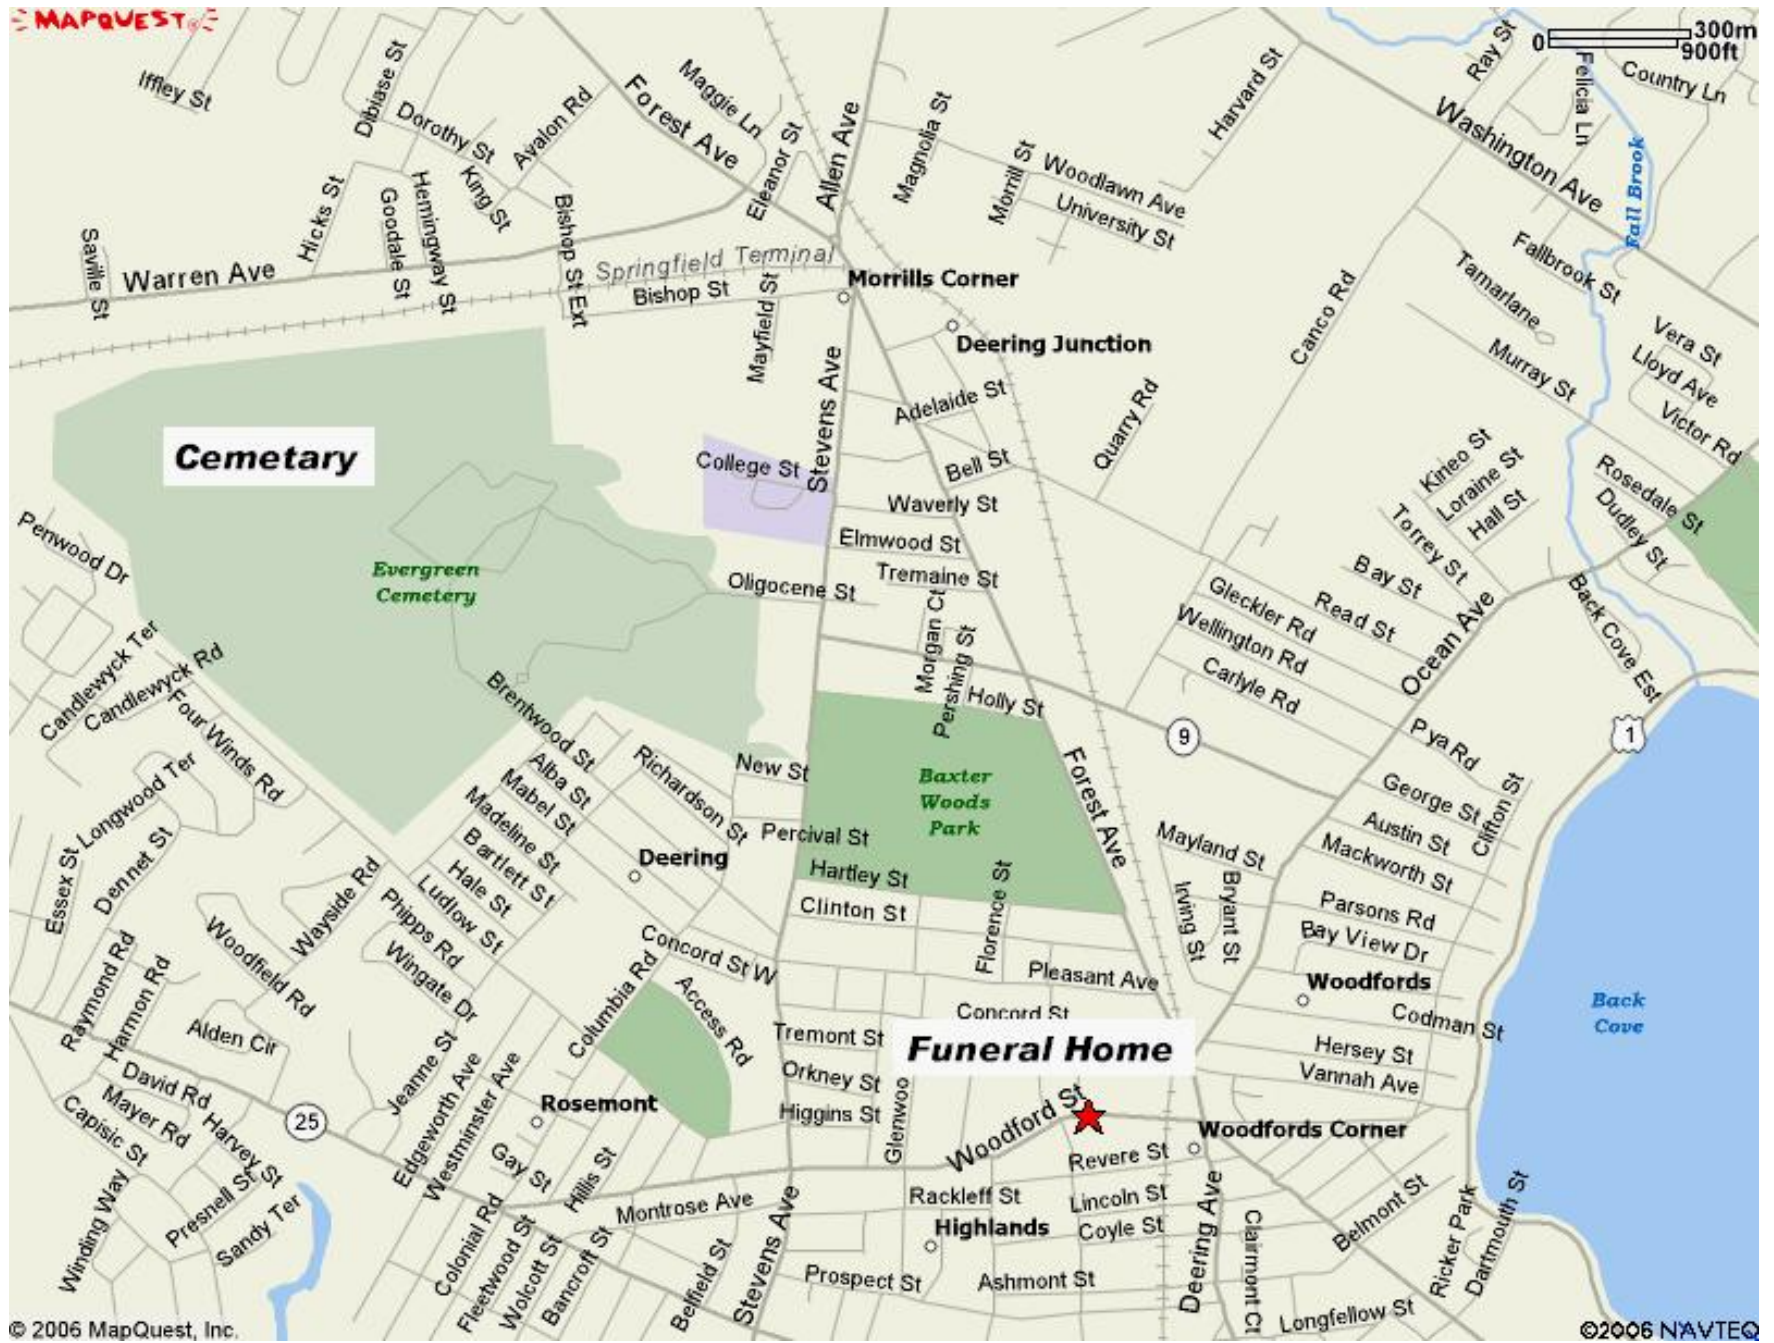 MAPQUEST
300m
0
900ft
Iffley St
Dibiase St
Dorothy St
Avalon Rd
Forest Ave
Maggie Ln
Eleanor St
Allen Ave
Magnolia St
Morrill St
Woodlawn Ave
University St
Harvard St
Ray St
Felicia Ln
Country Ln
Washington Ave
Fall Brook
Saville St
Warren Ave
Hicks St
Goodale St
Hemingway St
King St
Bishop St Ext
Springfield Terminal
Bishop St
Mayfield St
Morrills Corner
Deering Junction
Canco Rd
Fallbrook St
Tamarlane
Murray St
Vera St
Lloyd Ave
Victor Rd
Cemetary
College St
Stevens Ave
Adelaide St
Bell St
Quarry Rd
Waverly St
Elmwood St
Tremaine St
Oligocene St
Kineo St
Loraine St
Hall St
Torrey St
Rosedale St
Dudley St
Penwood Dr
Evergreen
Cemetery
Morgan Ct
Pershing St
Holly St
Gleckler Rd
Wellington Rd
Carlyle Rd
Read St
Bay St
Ocean Ave
Back Cove Est
Candlewyck Ter
Candlewyck Rd
Four Winds Rd
Brentwood St
Alba St
Mabel St
Madeline St
Bartlett St
Hale St
Ludlow St
Richardson St
New St
Percival St
Baxter
Woods
Park
Forest Ave
9
1
Pya Rd
George St
Austin St
Mackworth St
Clifton St
Longwood Ter
Dennet St
Essex St
Deering
Hartley St
Clinton St
Florence St
Mayland St
Irving St
Bryant St
Parsons Rd
Bay View Dr
Woodfords
Wayside Rd
Phipps Rd
Woodfield Rd
Wingate Dr
Raymond Rd
Harmon Rd
Alden Cir
Concord St W
Columbia Rd
Access Rd
Pleasant Ave
Concord St
Back
Cove
Codman St
Hersey St
Vannah Ave
Funeral Home
Tremont St
Orkney St
Higgins St
Glenwoo
Woodford St
David Rd
Mayer Rd
Capisic St
Harvey St
25
Jeanne St
Edgeworth Ave
Westminster Ave
Rosemont
Woodfords Corner
Revere St
Rackleff St
Lincoln St
Coyle St
Highlands
Gay St
Hillis St
Montrose Ave
Presnell St
Sandy Ter
Winding Way
Colonial Rd
Fleetwood St
Wolcott St
Bancroft St
Belfield St
Stevens Ave
Prospect St
Ashmont St
Deering Ave
Clairmont Ct
Belmont St
Ricker Park
Dartmouth St
Longfellow St
© 2006 MapQuest, Inc.
©2006 NAVTEQ